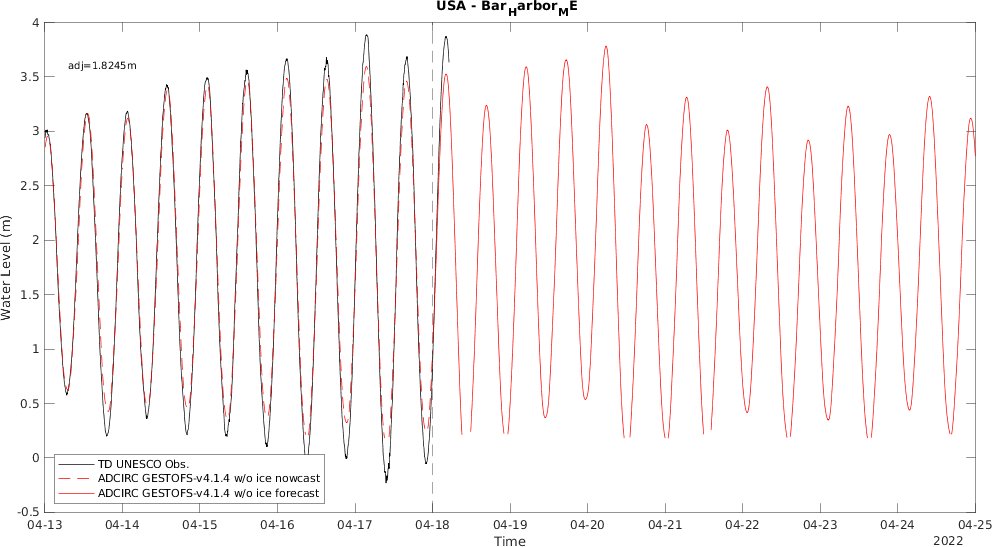 USA - Bar_Harbor_ME
4
adj=1.8245m
3.5
3
2.5
2
1.5
1
0.5
0
-0.5
Water Level (m)
TD UNESCO Obs.
ADCIRC GESTOFS-v4.1.4 w/o ice nowcast
ADCIRC GESTOFS-v4.1.4 w/o ice forecast
04-13 04-14 04-15 04-16 04-17 04-18 04-19 04-20 04-21 04-22 04-23 04-24 04-25
Time
2022